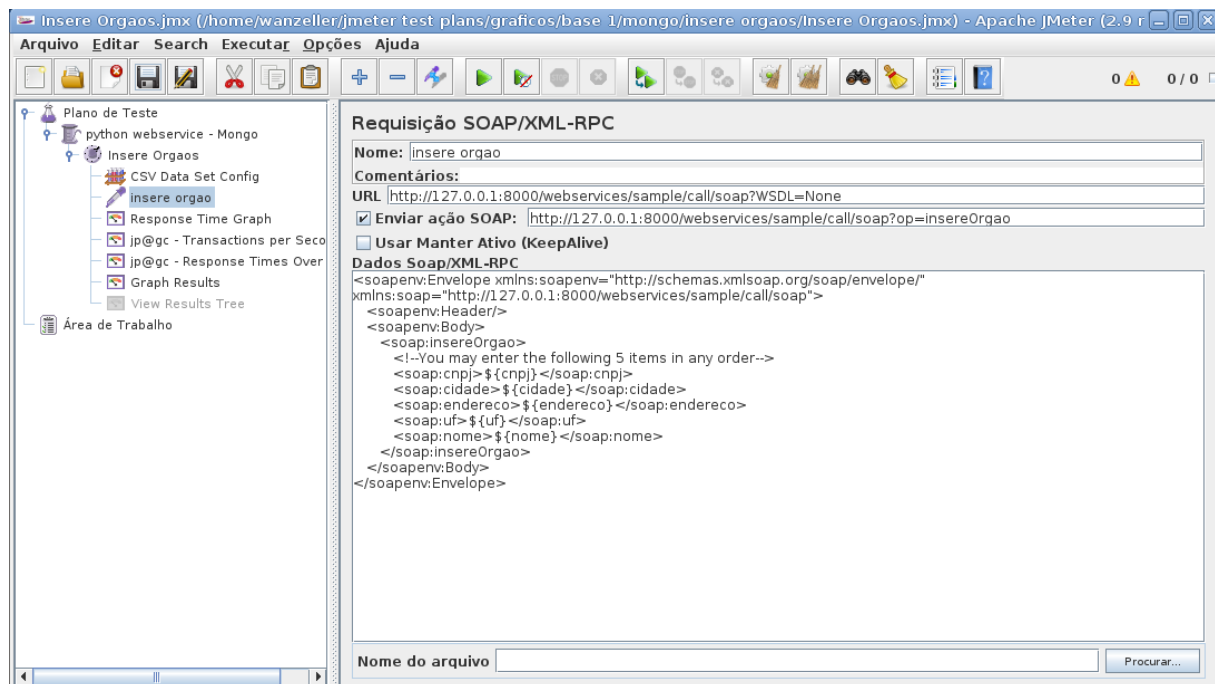 Insere Orgaos.jmx (/home/wanzeller/jmeter test plans/graficos/base 1/mongo/insere orgaos/Insere Orgaos.jmx) - Apache JMeter (2.9 r
Arquivo Editar Search Executar Opções Ajuda
0 0 / 0
Plano de Teste
python webservice - Mongo
Insere Orgaos
CSV Data Set Config
insere orgao
Response Time Graph
jp@gc - Transactions per Seco
jp@gc - Response Times Over
Graph Results
View Results Tree
Área de Trabalho
Requisição SOAP/XML-RPC
Nome: insere orgao
Comentários:
URL http://127.0.0.1:8000/webservices/sample/call/soap?WSDL=None
Enviar ação SOAP: http://127.0.0.1:8000/webservices/sample/call/soap?op=insereOrgao
Usar Manter Ativo (KeepAlive)
Dados Soap/XML-RPC
<soapenv:Envelope xmlns:soapenv="http://schemas.xmlsoap.org/soap/envelope/"
xmlns:soap="http://127.0.0.1:8000/webservices/sample/call/soap">
<soapenv:Header/>
<soapenv:Body>
<soap:insereOrgao>
<!--You may enter the following 5 items in any order-->
<soap:cnpj>${cnpj}</soap:cnpj>
<soap:cidade>${cidade}</soap:cidade>
<soap:endereco>${endereco}</soap:endereco>
<soap:uf>${uf}</soap:uf>
<soap:nome>${nome}</soap:nome>
</soap:insereOrgao>
</soapenv:Body>
</soapenv:Envelope>
Nome do arquivo
Procurar...